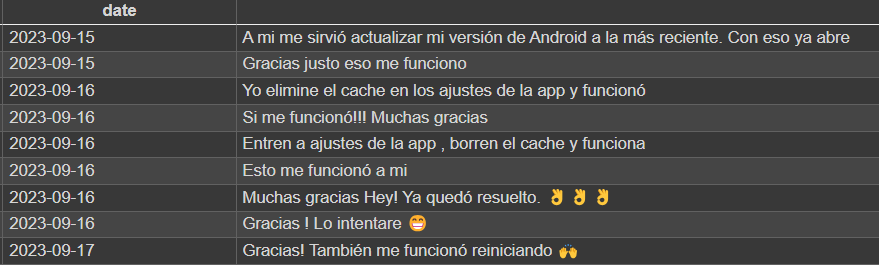 date
2023-09-15 A mi me sirvió actualizar mi versión de Android a la más reciente. Con eso ya abre
2023-09-15 Gracias justo eso me funciono
2023-09-16 Yo elimine el cache en los ajustes de la app y funcionó
2023-09-16 Si me funcionó!!! Muchas gracias
2023-09-16 Entren a ajustes de la app , borren el cache y funciona
2023-09-16 Esto me funcionó a mi
2023-09-16 Muchas gracias Hey! Ya quedó resuelto. 👌👌👌
2023-09-16 Gracias ! Lo intentare 😁
2023-09-17 Gracias! También me funcionó reiniciando 🙌